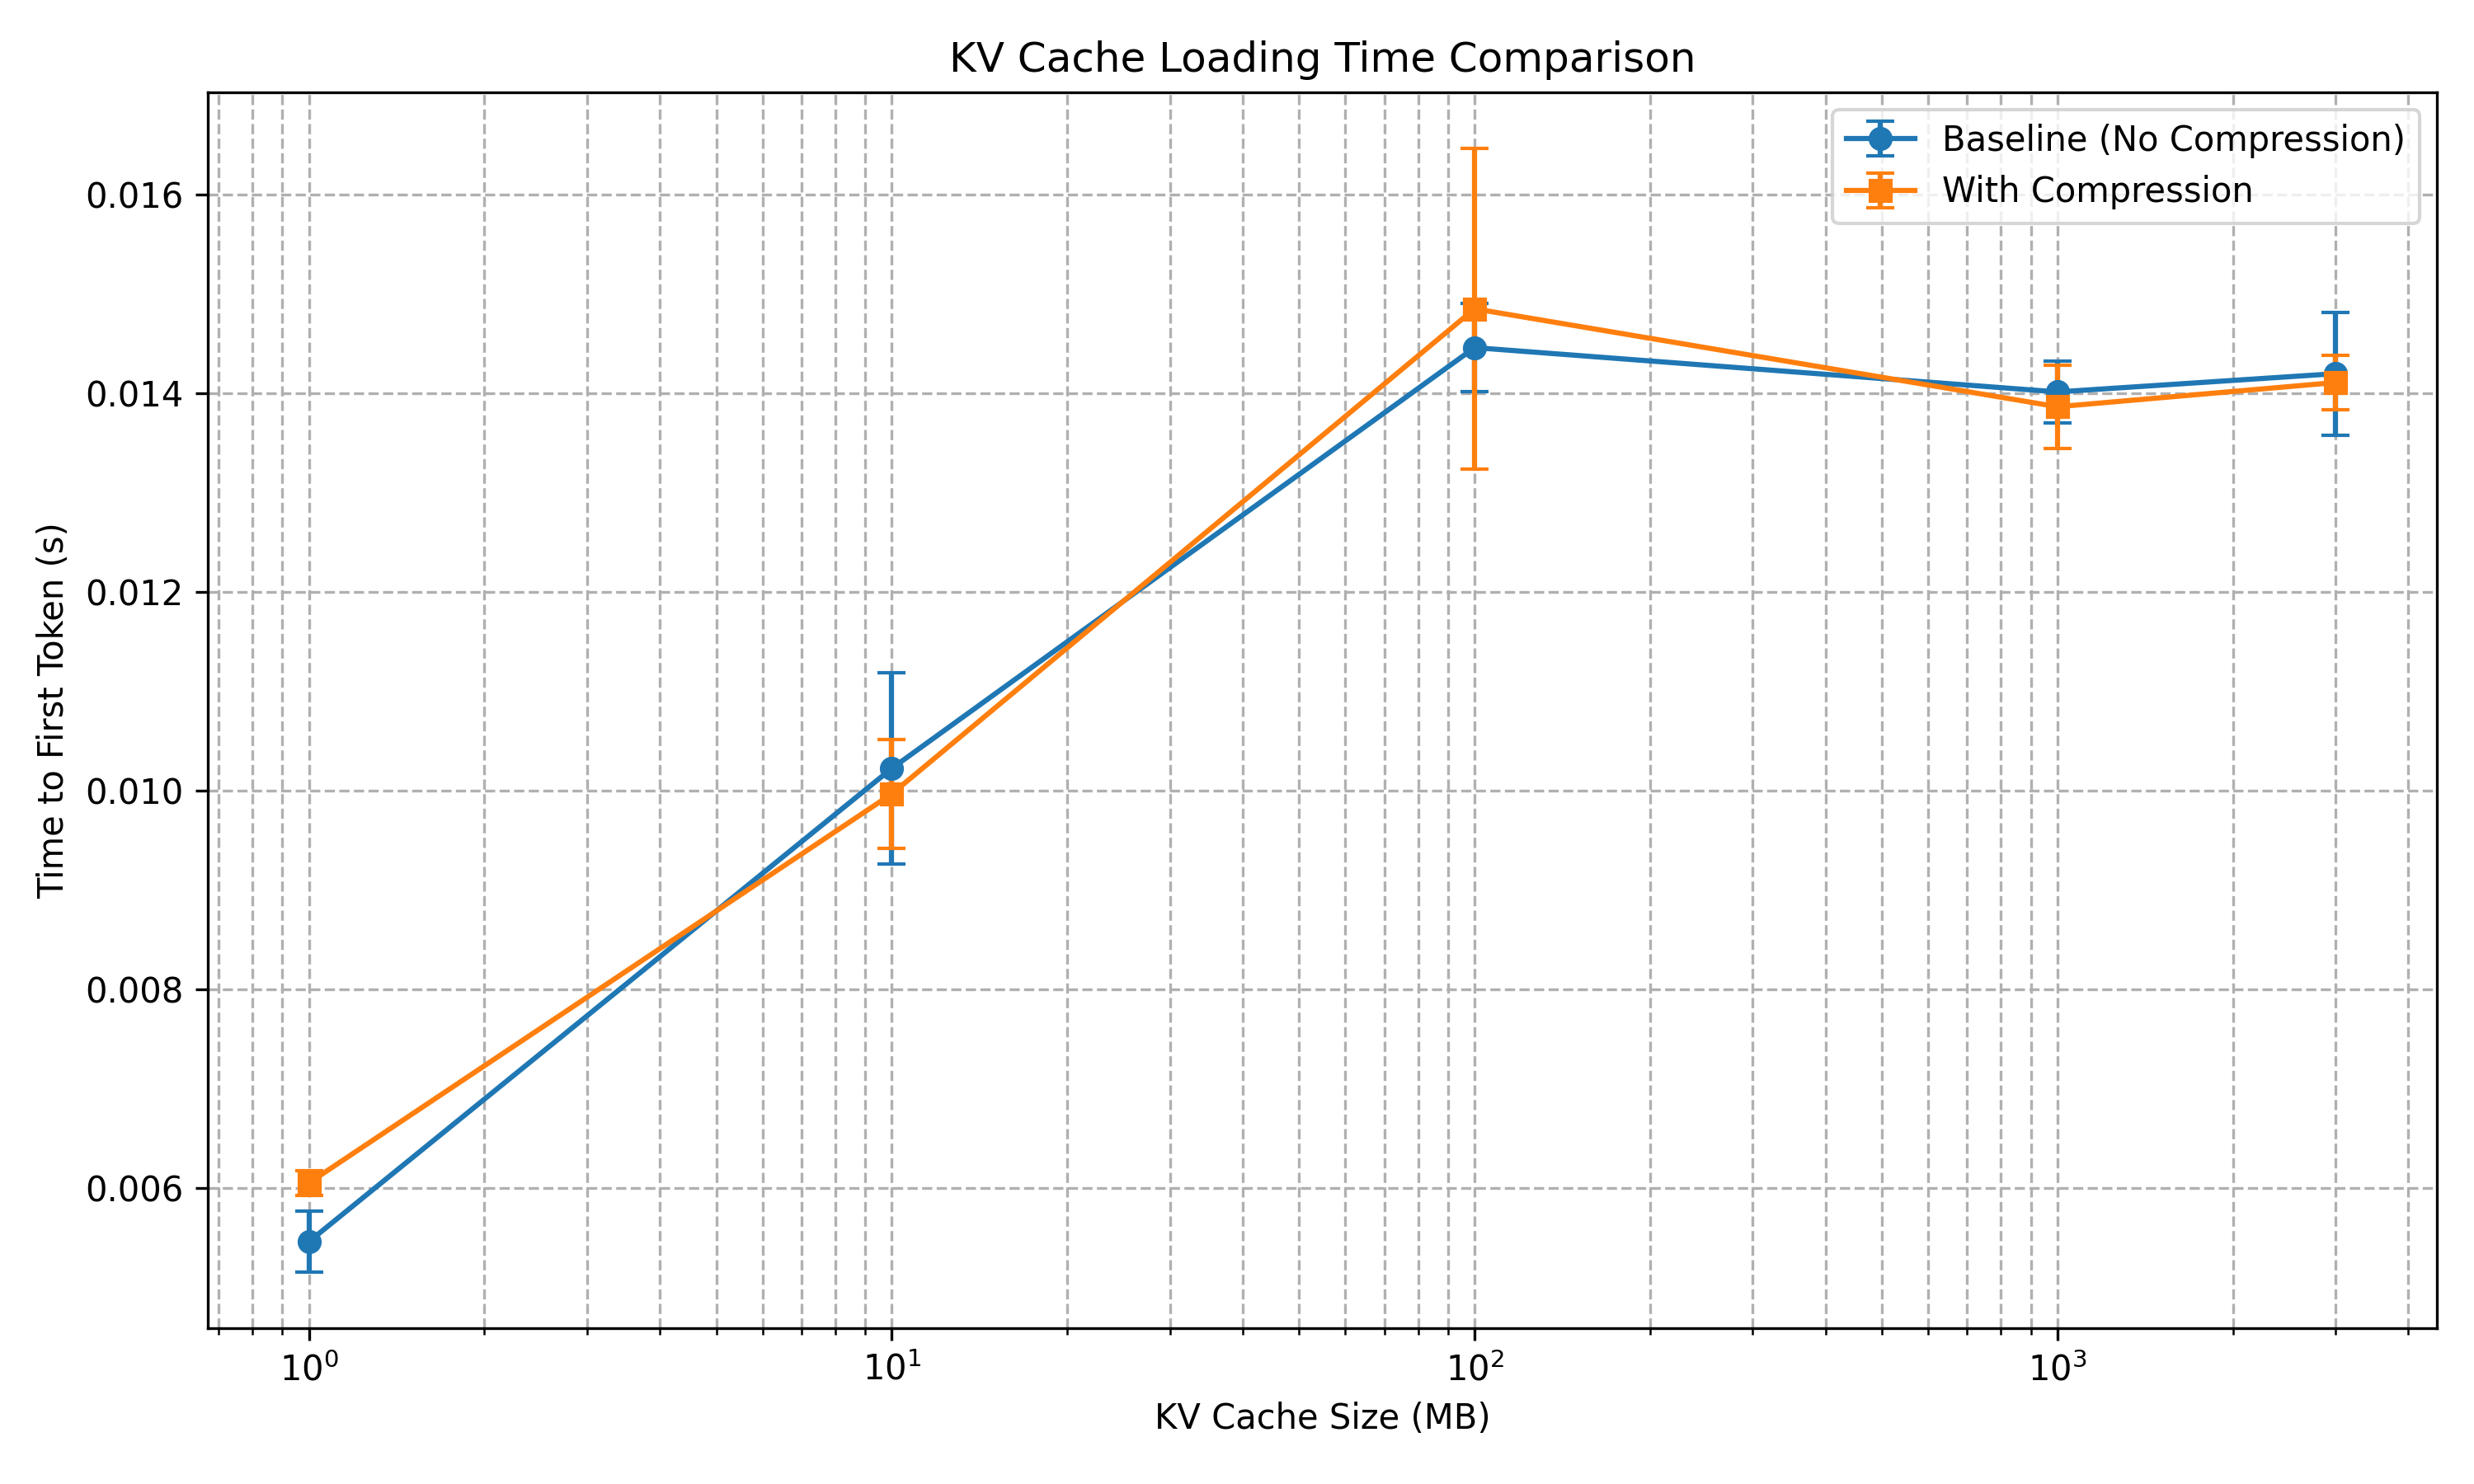 KV Cache Loading Time Comparison
Baseline (No Compression)
With Compression
Time to First Token (s)
0.016
0.014
0.012
0.010
0.008
0.006
10⁰ 10¹ 10² 10³
KV Cache Size (MB)